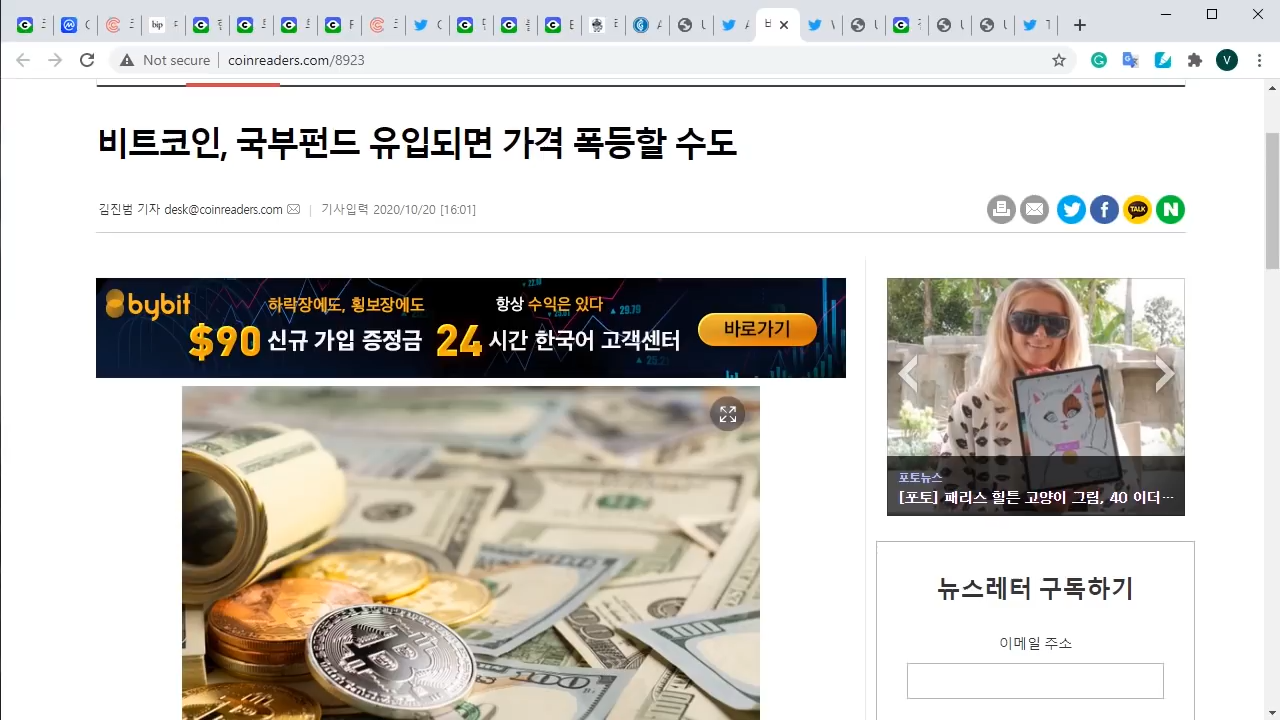 Not secure
coinreaders.com/8923
V
비트코인, 국부펀드 유입되면 가격 폭등할 수도
김진범 기자 desk@coinreaders.com | 기사입력 2020/10/20 [16:01]
TALK
N
bybit
하락장에도, 횡보장에도
항상 수익은 있다
$90 신규 가입 증정금
24 시간 한국어 고객센터
바로가기
포토뉴스
[포토] 패리스 힐튼 고양이 그림, 40 이더…
뉴스레터 구독하기
이메일 주소
100
100